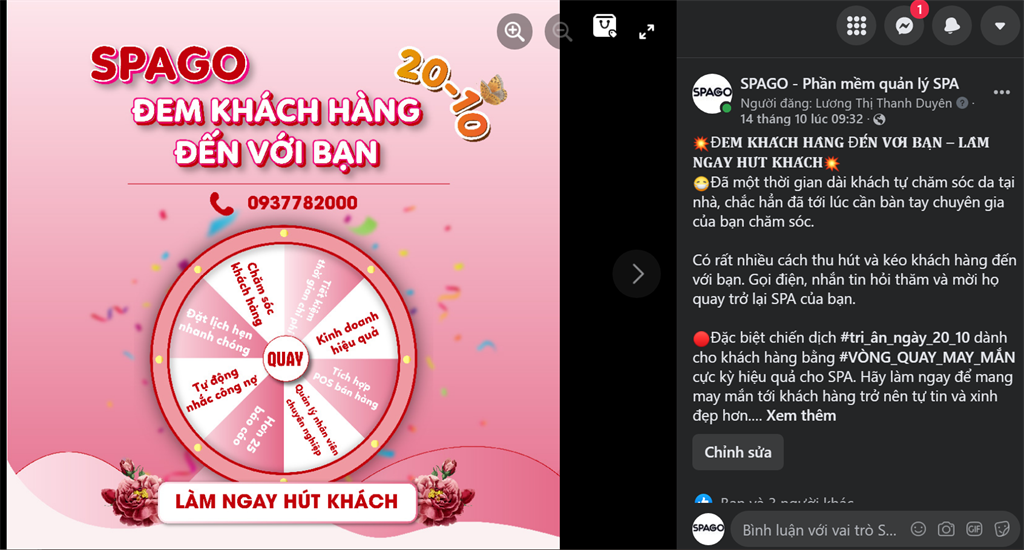 SPAGO
20-10
ĐEM KHÁCH HÀNG
ĐẾN VỚI BẠN
0937782000
Chăm sóc
khách hàng
Tiết kiệm
thời gian chi phí
Kinh doanh
hiệu quả
Tích hợp
POS bán hàng
Quản lý nhân viên
chuyên nghiệp
Hơn 25
báo cáo
Tự động
nhắc công nợ
Đặt lịch hẹn
nhanh chóng
QUAY
LÀM NGAY HÚT KHÁCH
1
SPAGO
SPAGO - Phần mềm quản lý SPA
Người đăng: Lương Thị Thanh Duyên
14 tháng 10 lúc 09:32
💥ĐEM KHÁCH HÀNG ĐẾN VỚI BẠN – LÀM
NGAY HÚT KHÁCH💥
😁Đã một thời gian dài khách tự chăm sóc da tại
nhà, chắc hẳn đã tới lúc cần bàn tay chuyên gia
của bạn chăm sóc.
Có rất nhiều cách thu hút và kéo khách hàng đến
với bạn. Gọi điện, nhắn tin hỏi thăm và mời họ
quay trở lại SPA của bạn.
🔴Đặc biệt chiến dịch #tri_ân_ngày_20_10 dành
cho khách hàng bằng #VÒNG_QUAY_MAY_MẮN
cực kỳ hiệu quả cho SPA. Hãy làm ngay để mang
may mắn tới khách hàng trở nên tự tin và xinh
đẹp hơn.... Xem thêm
Chỉnh sửa
Bạn và 2 người khác
SPAGO
Bình luận với vai trò S...
GIF